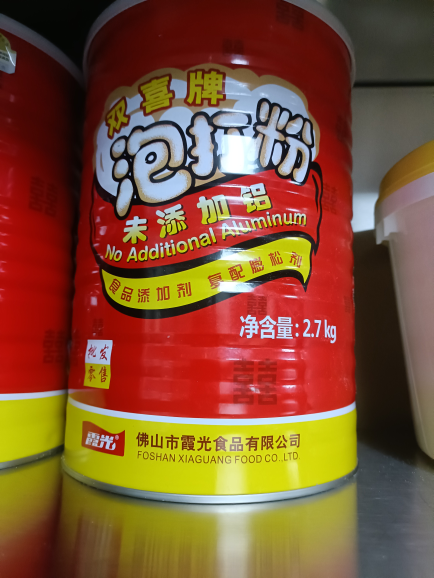 双喜牌
泡打粉
未添加铝
No Additional Aluminum
食品添加剂 复配膨松剂
净含量: 2.7 kg
批发
零售
霞光
佛山市霞光食品有限公司
FOSHAN XIAGUANG FOOD CO.,LTD.